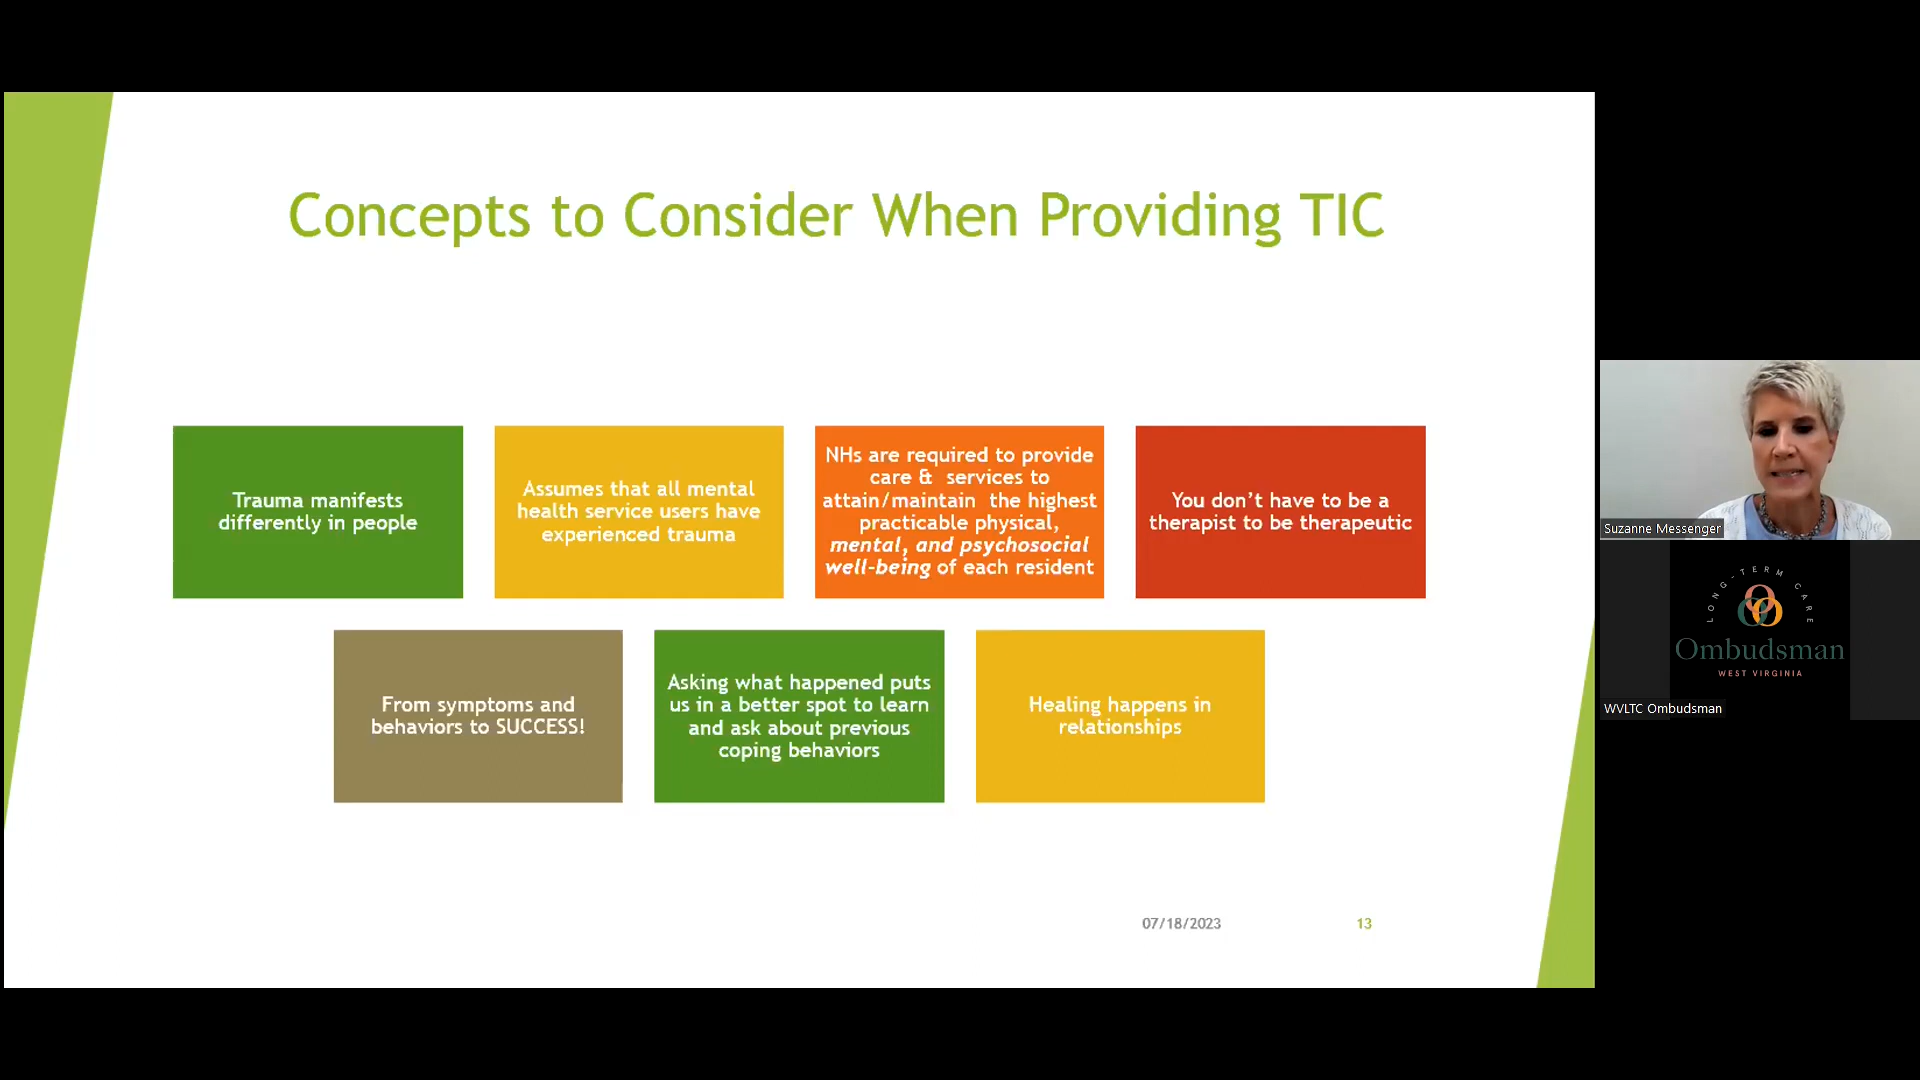 Concepts to Consider When Providing TIC
Trauma manifests
differently in people
Assumes that all mental
health service users have
experienced trauma
NHs are required to provide
care & services to
attain/maintain the highest
practicable physical,
mental, and psychosocial
well-being of each resident
You don't have to be a
therapist to be therapeutic
From symptoms and
behaviors to SUCCESS!
Asking what happened puts
us in a better spot to learn
and ask about previous
coping behaviors
Healing happens in
relationships
07/18/2023
13
Suzanne Messenger
LONG-TERM CARE
Ombudsman
WEST VIRGINIA
WVLTC Ombudsman